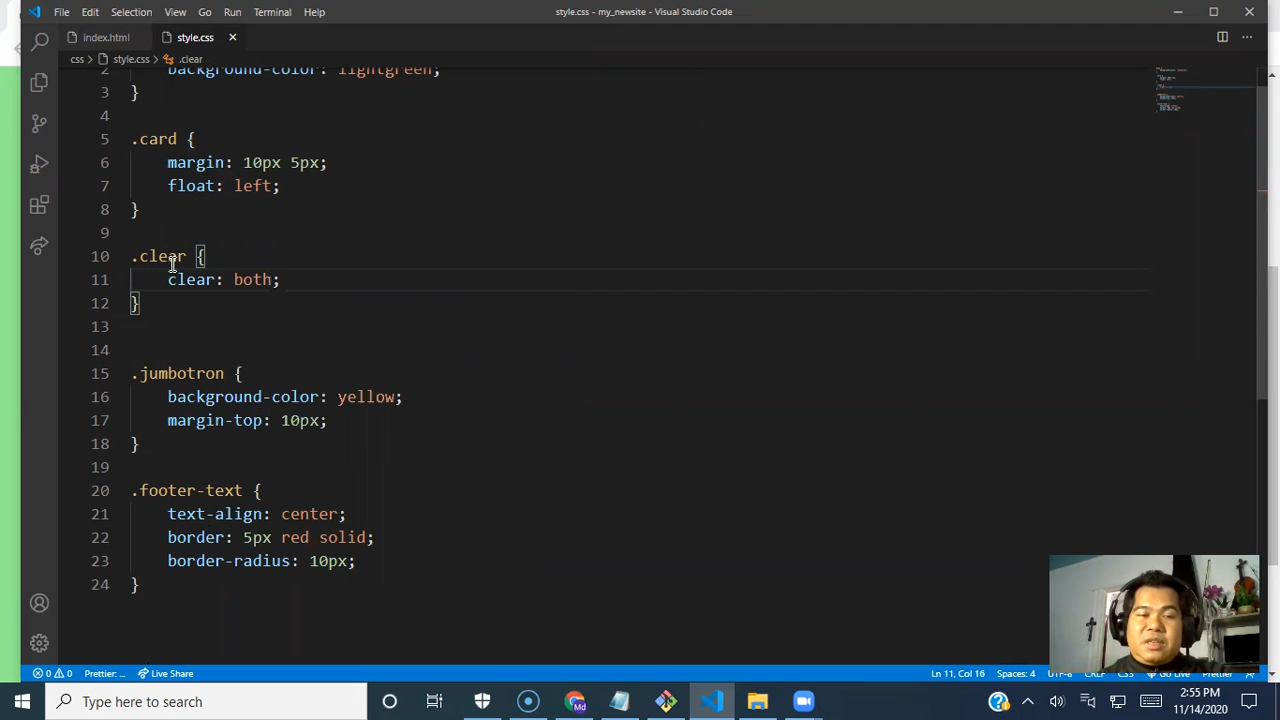 File Edit Selection View Go Run Terminal Help
style.css - my_newsite - Visual Studio Code
index.html style.css
css > style.css > .clear
2 background-color: lightgreen;
3 }
4
5 .card {
6 margin: 10px 5px;
7 float: left;
8 }
9
10 .clear {
11 clear: both;
12 }
13
14
15 .jumbotron {
16 background-color: yellow;
17 margin-top: 10px;
18 }
19
20 .footer-text {
21 text-align: center;
22 border: 5px red solid;
23 border-radius: 10px;
24 }
0 0 Prettier: ... Live Share Ln 11, Col 16 Spaces: 4 UTF-8 CRLF CSS Go Live Prettier
Type here to search
Md
2:55 PM
11/14/2020